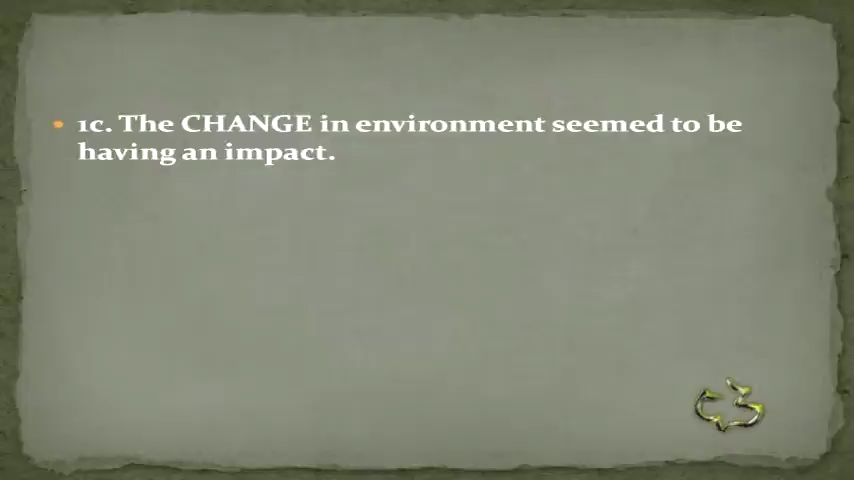 1c. The CHANGE in environment seemed to be
having an impact.